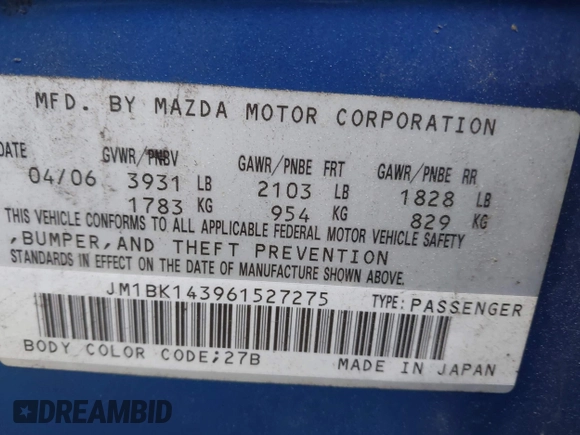 MFD. BY MAZDA MOTOR CORPORATION
DATE GVWR/PNBV GAWR/PNBE FRT GAWR/PNBE RR
04/06 3931 LB 2103 LB 1828 LB
1783 KG 954 KG 829 KG
THIS VEHICLE CONFORMS TO ALL APPLICABLE FEDERAL MOTOR VEHICLE SAFETY
,BUMPER,AND THEFT PREVENTION
STANDARDS IN EFFECT ON THE DATE OF MANUFACTURE SHOWN ABOVE.
JM1BK143961527275 TYPE:PASSENGER
BODY COLOR CODE;27B MADE IN JAPAN
DREAMBID